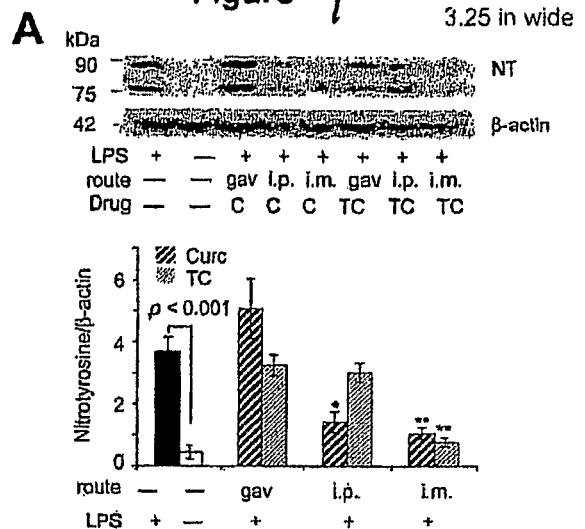 Figure
3.25 in wide
A
kDa
90
NT
75
42
β-actin
LPS + — + + + + + +
route — — gav i.p. i.m. gav i.p. i.m.
Drug — — C C C TC TC TC
Curc
TC
p < 0.001
Nitrotyrosine/β-actin
6
4
2
0
* ** **
route — — gav i.p. i.m.
LPS + — + + +